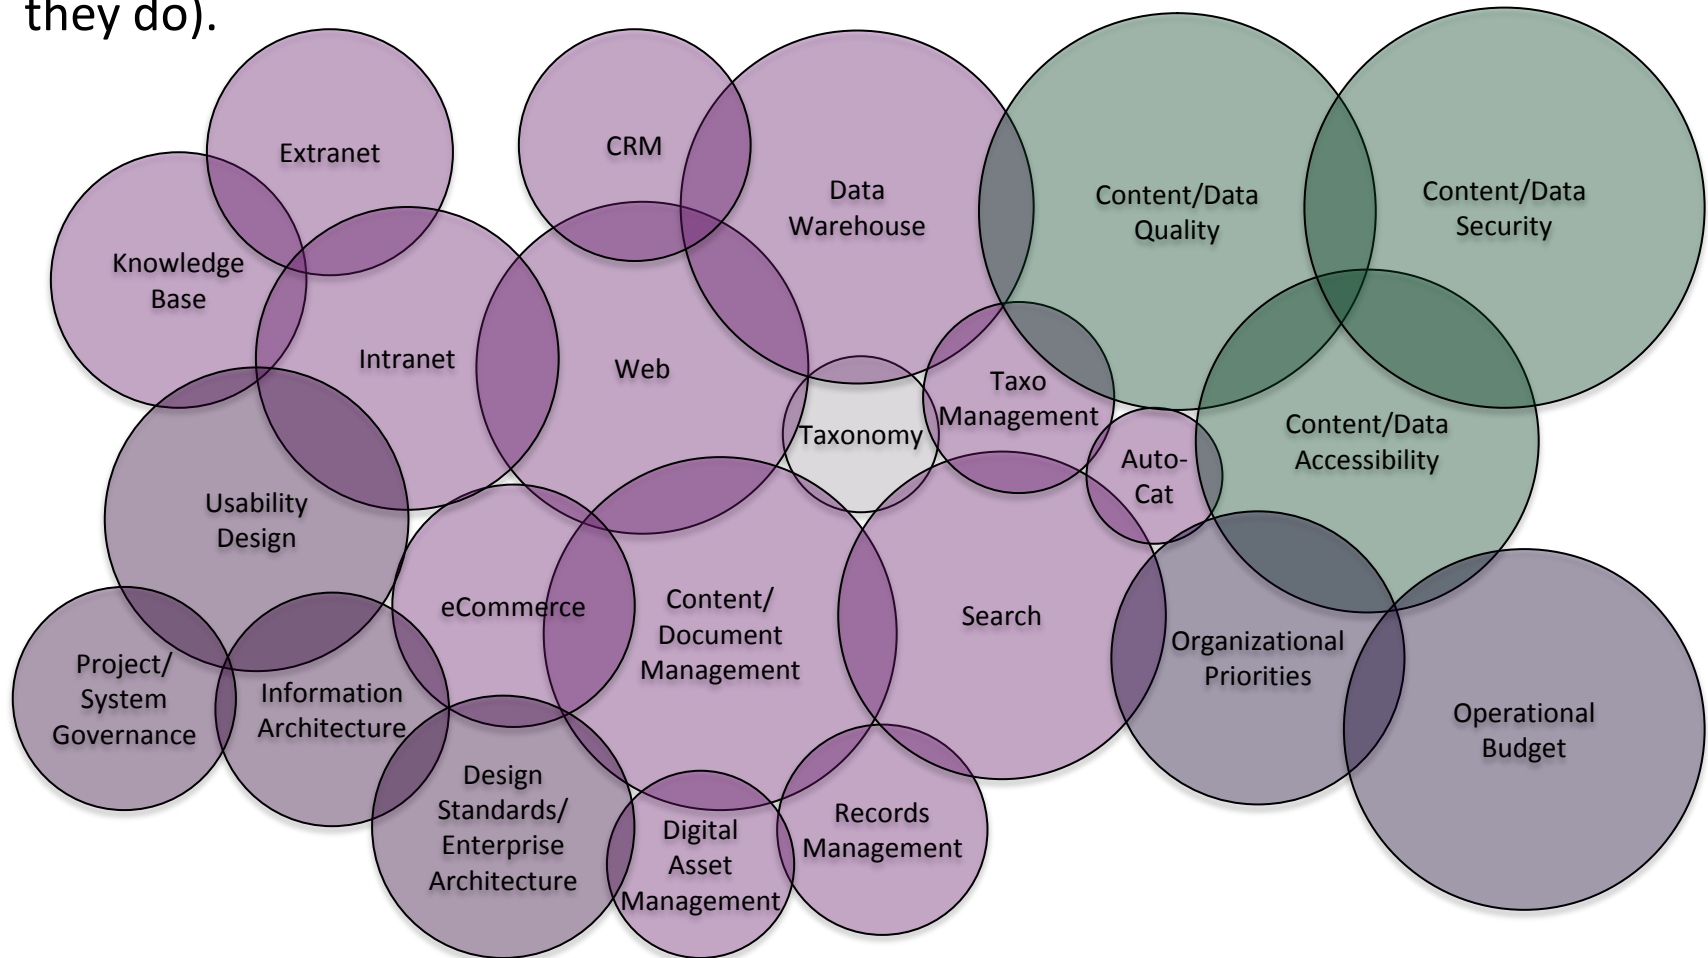 they do).
Extranet
CRM
Data
Warehouse
Content/Data
Quality
Content/Data
Security
Knowledge
Base
Intranet
Web
Taxo
Management
Taxonomy
Auto-
Cat
Content/Data
Accessibility
Usability
Design
eCommerce
Content/
Document
Management
Search
Organizational
Priorities
Operational
Budget
Project/
System
Governance
Information
Architecture
Design
Standards/
Enterprise
Architecture
Digital
Asset
Management
Records
Management